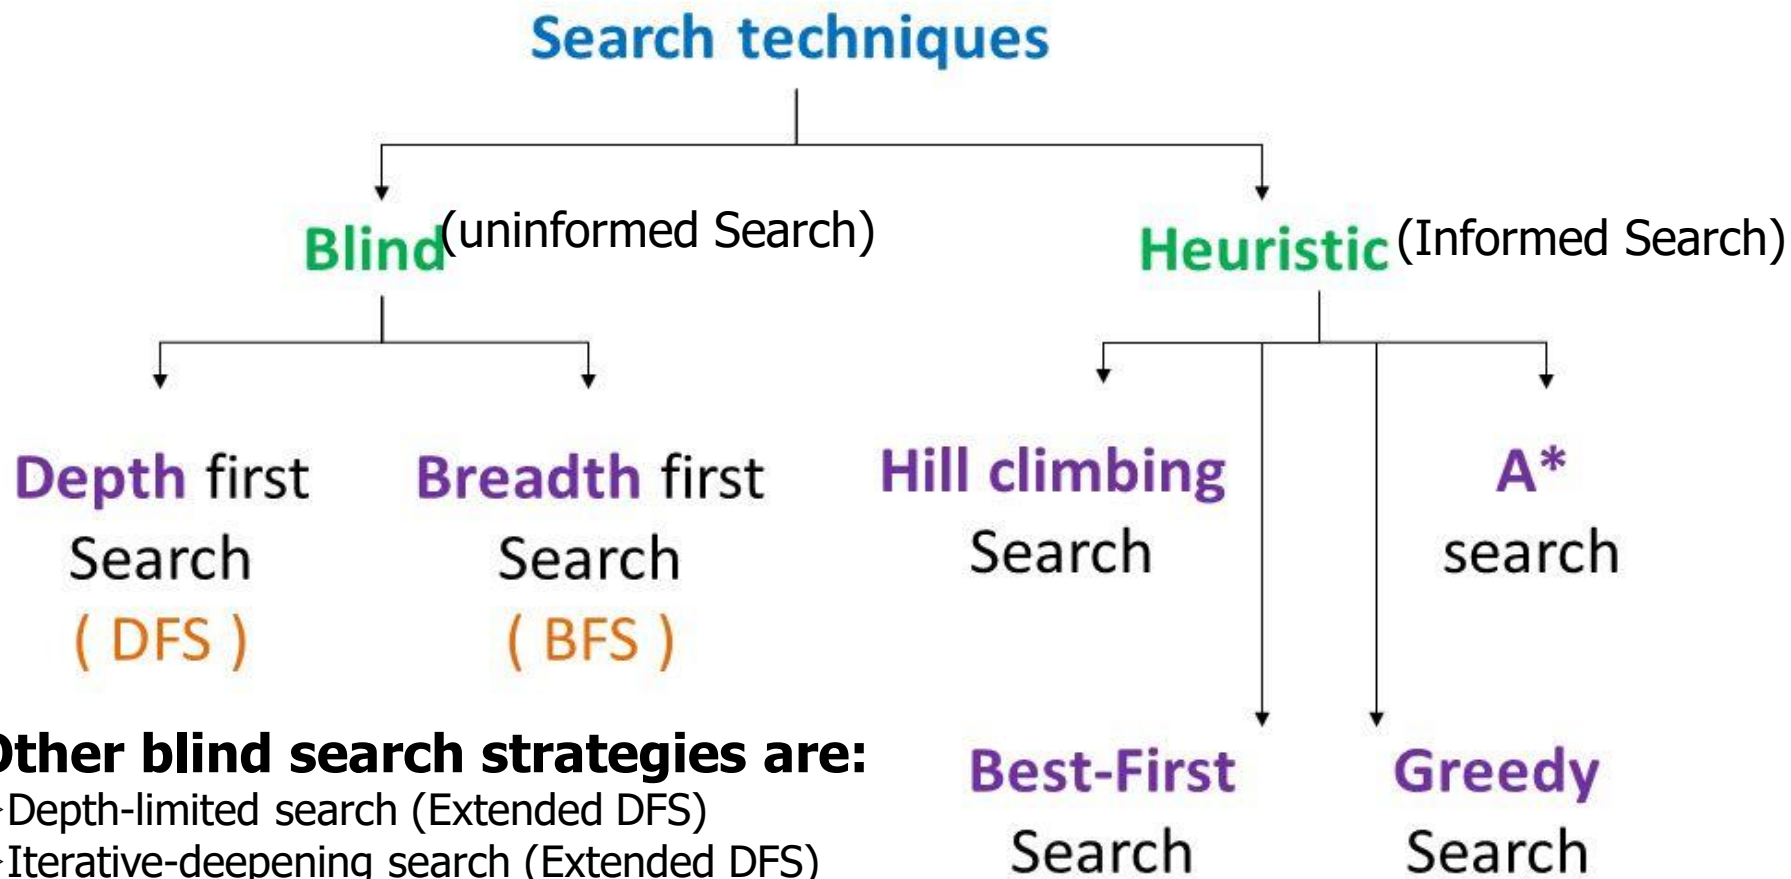 Search techniques
Blind (uninformed Search)
Heuristic (Informed Search)
Depth first
Search
( DFS )
Breadth first
Search
( BFS )
Hill climbing
Search
A*
search
Other blind search strategies are:
Depth-limited search (Extended DFS)
Iterative-deepening search (Extended DFS)
Best-First
Search
Greedy
Search